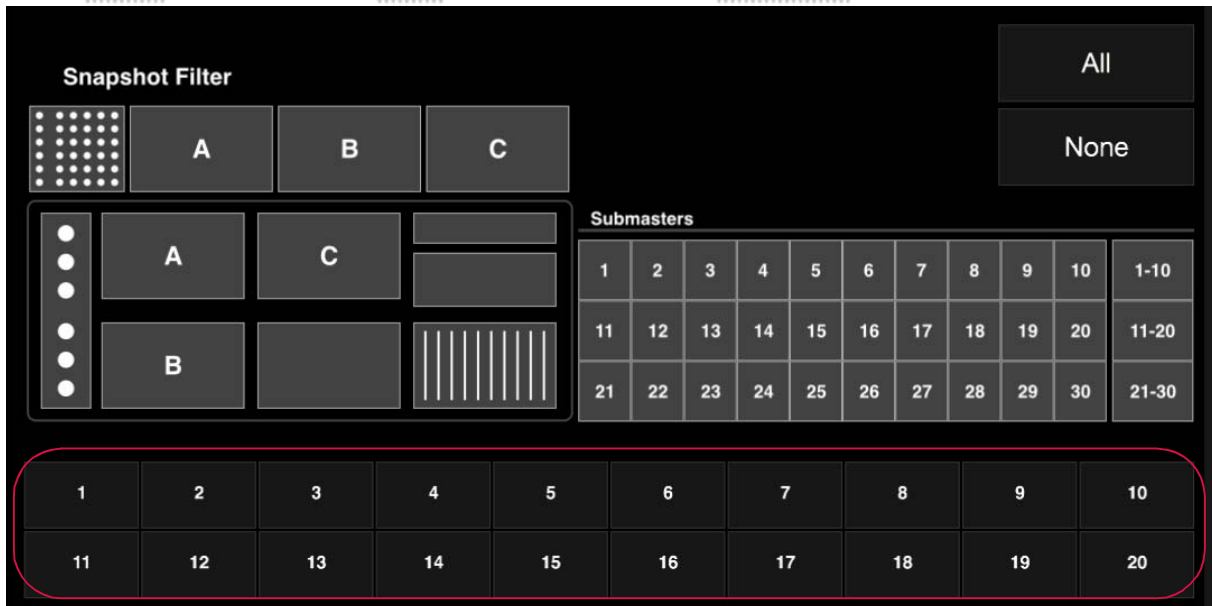 All
Snapshot Filter
None
A B C
Submasters
A C
1 2 3 4 5 6 7 8 9 10 1-10
11 12 13 14 15 16 17 18 19 20 11-20
B
21 22 23 24 25 26 27 28 29 30 21-30
1 2 3 4 5 6 7 8 9 10
11 12 13 14 15 16 17 18 19 20